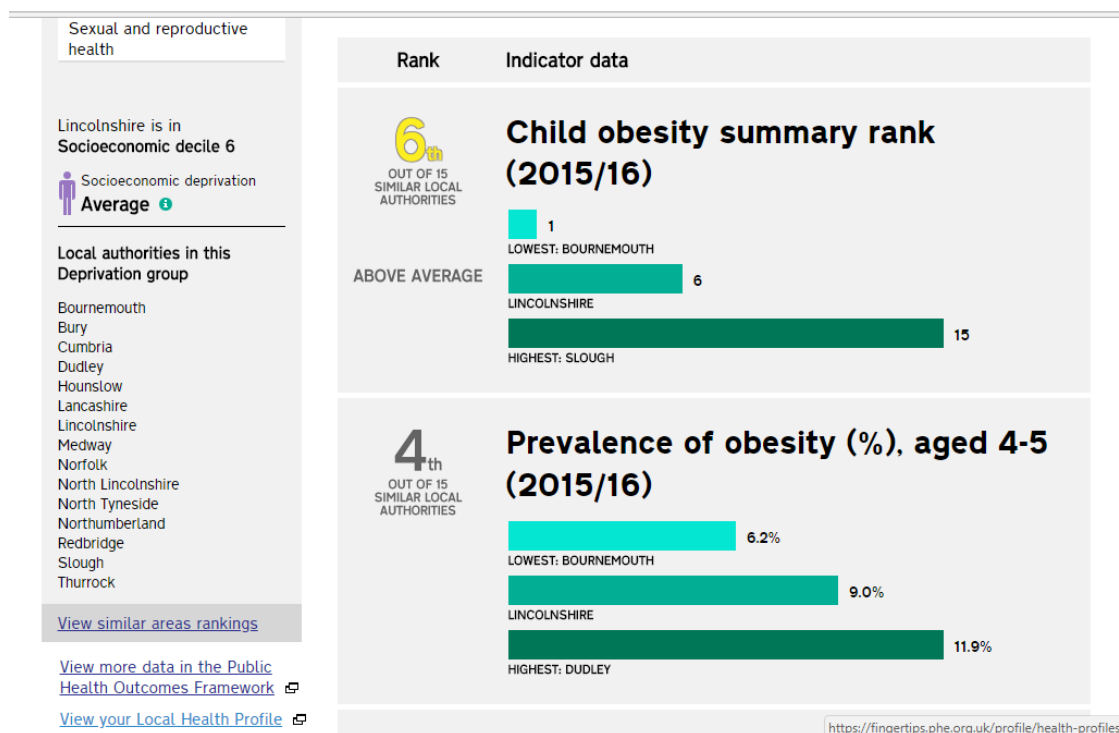 Sexual and reproductive
health
Lincolnshire is in
Socioeconomic decile 6
Socioeconomic deprivation
Average i
Local authorities in this
Deprivation group
Bournemouth
Bury
Cumbria
Dudley
Hounslow
Lancashire
Lincolnshire
Medway
Norfolk
North Lincolnshire
North Tyneside
Northumberland
Redbridge
Slough
Thurrock
View similar areas rankings
View more data in the Public
Health Outcomes Framework
View your Local Health Profile
Rank Indicator data
6th
OUT OF 15
SIMILAR LOCAL
AUTHORITIES
ABOVE AVERAGE
Child obesity summary rank
(2015/16)
1
LOWEST: BOURNEMOUTH
6
LINCOLNSHIRE
15
HIGHEST: SLOUGH
4th
OUT OF 15
SIMILAR LOCAL
AUTHORITIES
Prevalence of obesity (%), aged 4-5
(2015/16)
6.2%
LOWEST: BOURNEMOUTH
9.0%
LINCOLNSHIRE
11.9%
HIGHEST: DUDLEY
https://fingertips.phe.org.uk/profile/health-profiles